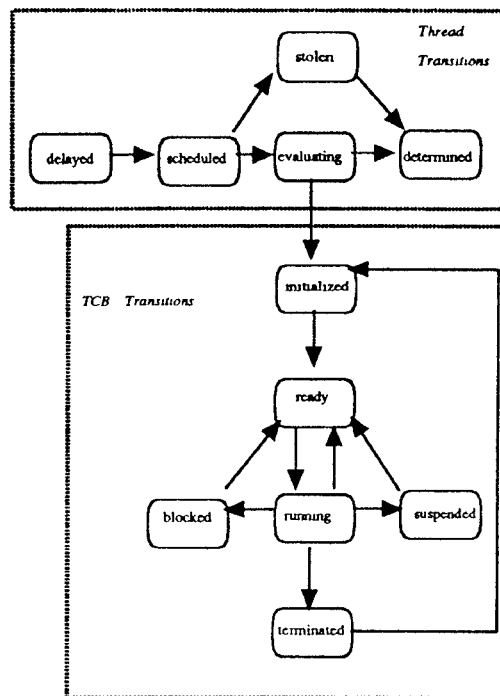 Thread
Transitions
stolen
delayed
scheduled
evaluating
determined
TCB Transitions
initialized
ready
blocked
running
suspended
terminated